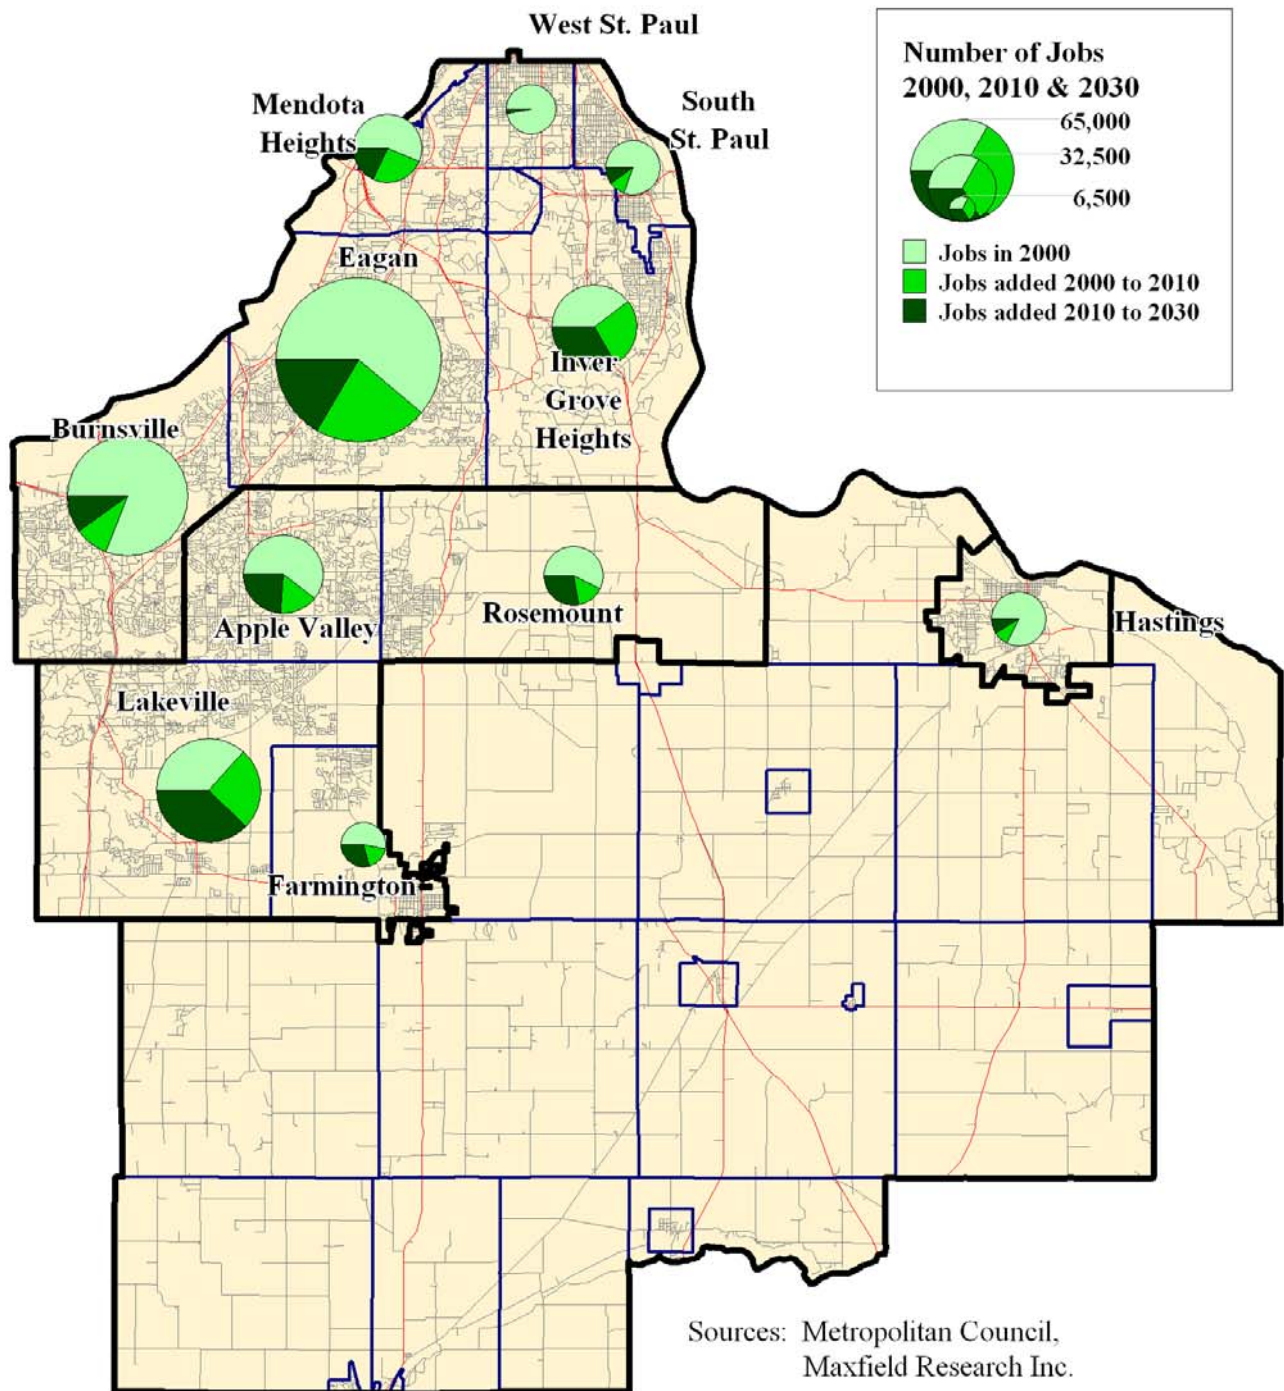 West St. Paul
Mendota
Heights
South
St. Paul
Number of Jobs
2000, 2010 & 2030
65,000
32,500
6,500
Jobs in 2000
Jobs added 2000 to 2010
Jobs added 2010 to 2030
Eagan
Inver
Grove
Heights
Burnsville
Apple Valley
Rosemount
Hastings
Lakeville
Farmington
Sources: Metropolitan Council,
Maxfield Research Inc.